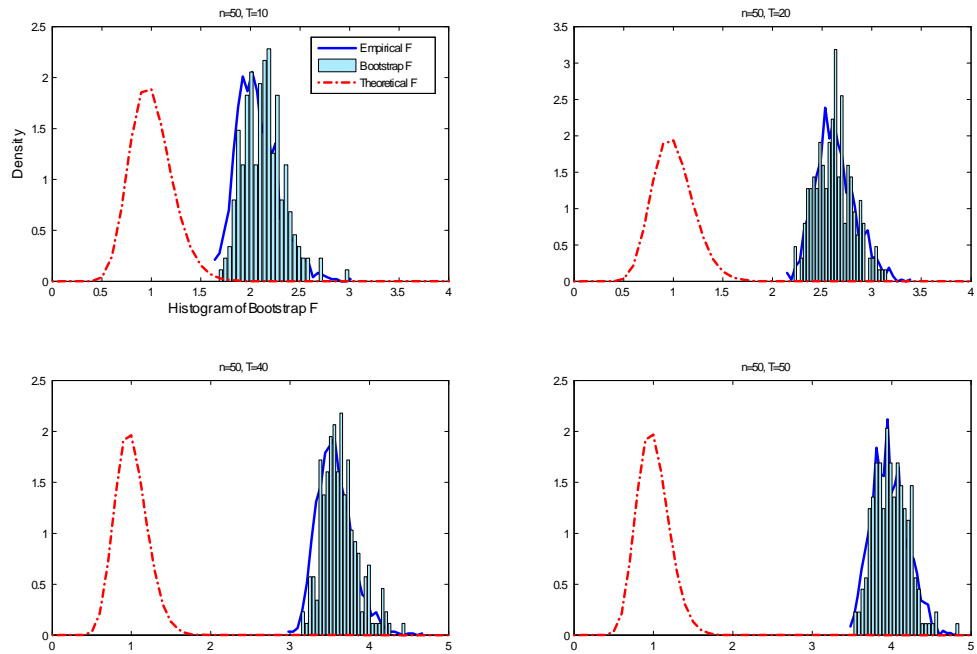 n=50, T=10
2.5
2
1.5
1
0.5
0
Density
Empirical F
Bootstrap F
Theoretical F
0 0.5 1 1.5 2 2.5 3 3.5 4
Histogram of Bootstrap F
n=50, T=20
3.5
3
2.5
2
1.5
1
0.5
0
0 0.5 1 1.5 2 2.5 3 3.5 4
n=50, T=40
2.5
2
1.5
1
0.5
0
0 1 2 3 4 5
n=50, T=50
2.5
2
1.5
1
0.5
0
0 1 2 3 4 5